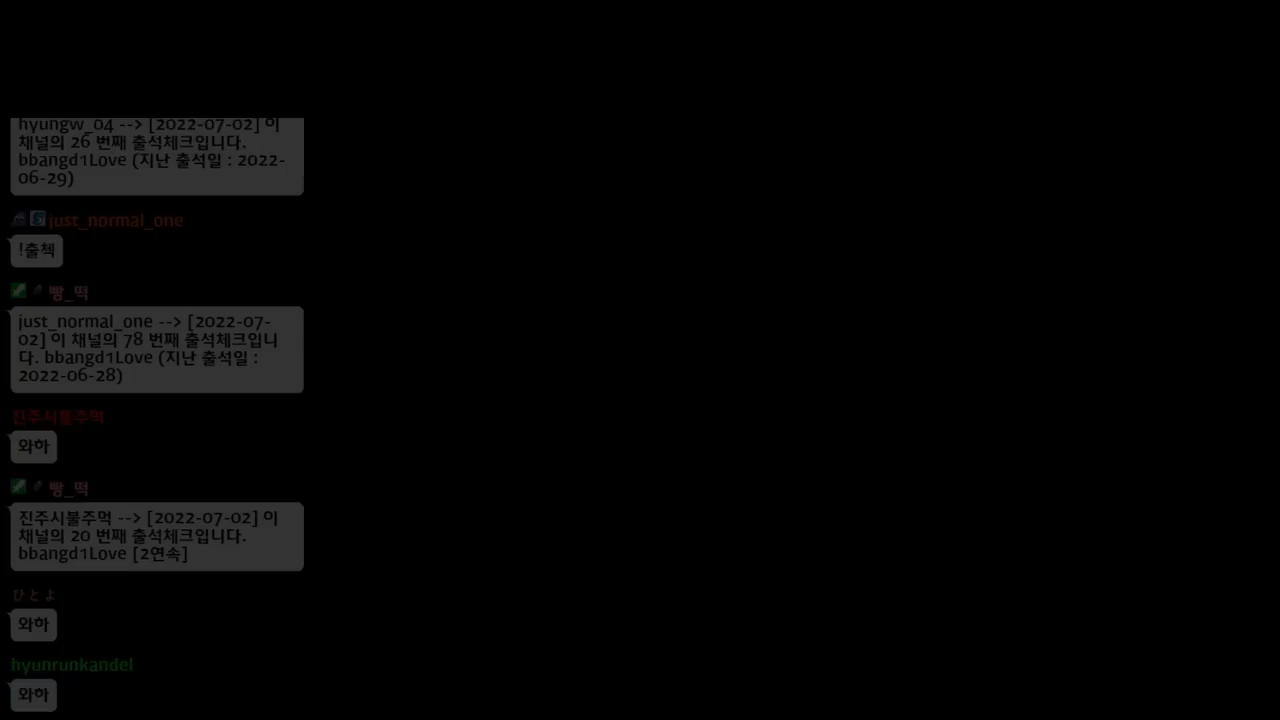 hyungw_04 --> [2022-07-02] 이
채널의 26 번째 출석체크입니다.
bbangd1Love (지난 출석일 : 2022-
06-29)
just_normal_one
!출첵
빵_떡
just_normal_one --> [2022-07-
02] 이 채널의 78 번째 출석체크입니
다. bbangd1Love (지난 출석일 :
2022-06-28)
진주시불주먹
와하
빵_떡
진주시불주먹 --> [2022-07-02] 이
채널의 20 번째 출석체크입니다.
bbangd1Love [2연속]
ひとよ
와하
hyunrunkandel
와하